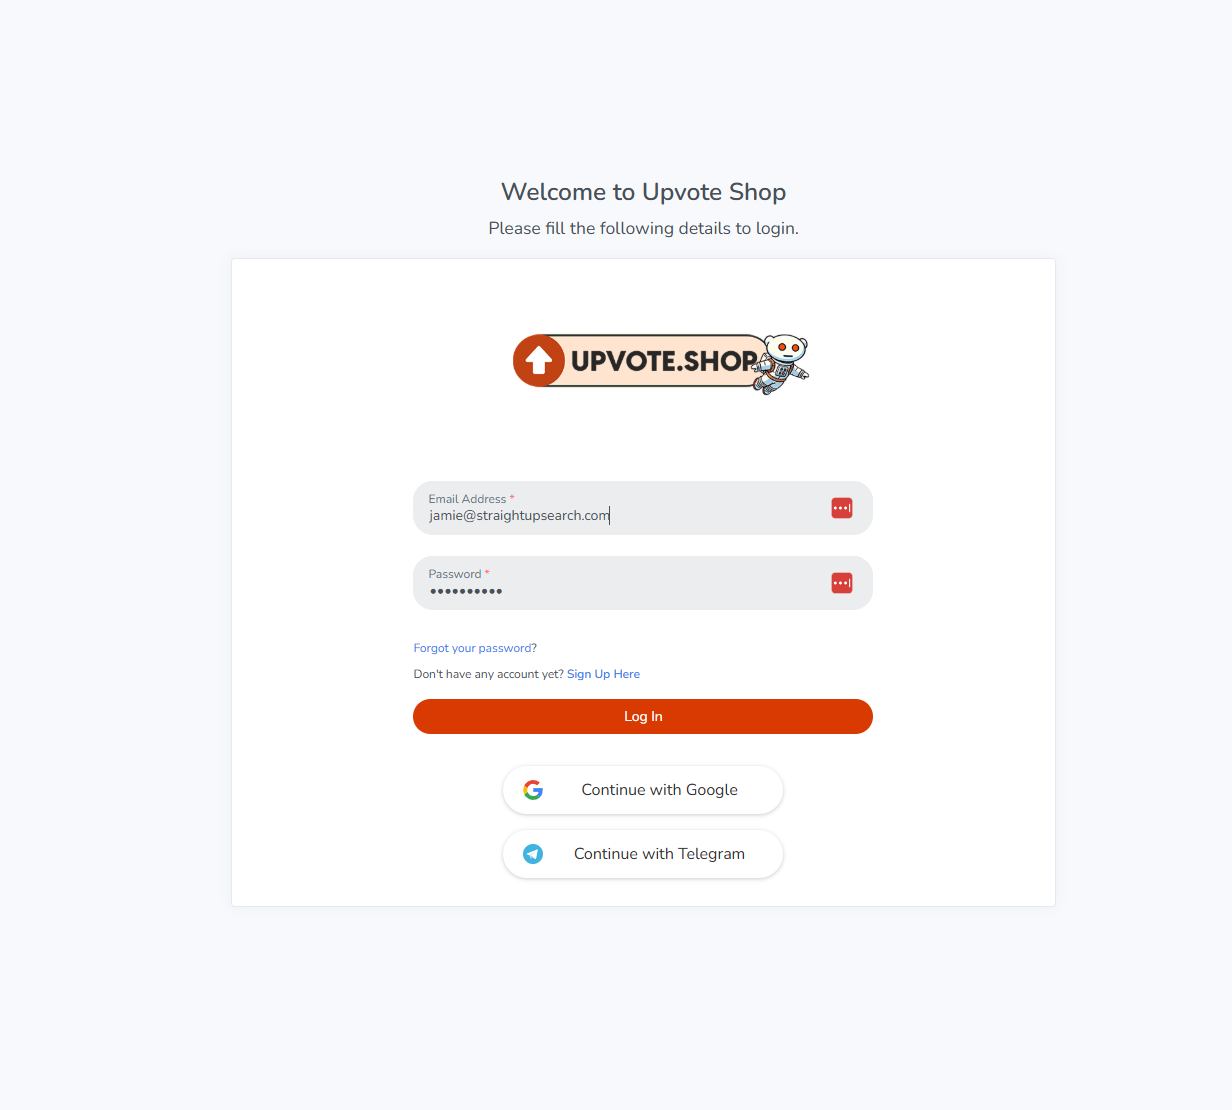 Welcome to Upvote Shop
Please fill the following details to login.
UPVOTE.SHOP
Email Address *
jamie@straightupsearch.com
Password *
••••••••••
Forgot your password?
Don't have any account yet? Sign Up Here
Log In
Continue with Google
Continue with Telegram